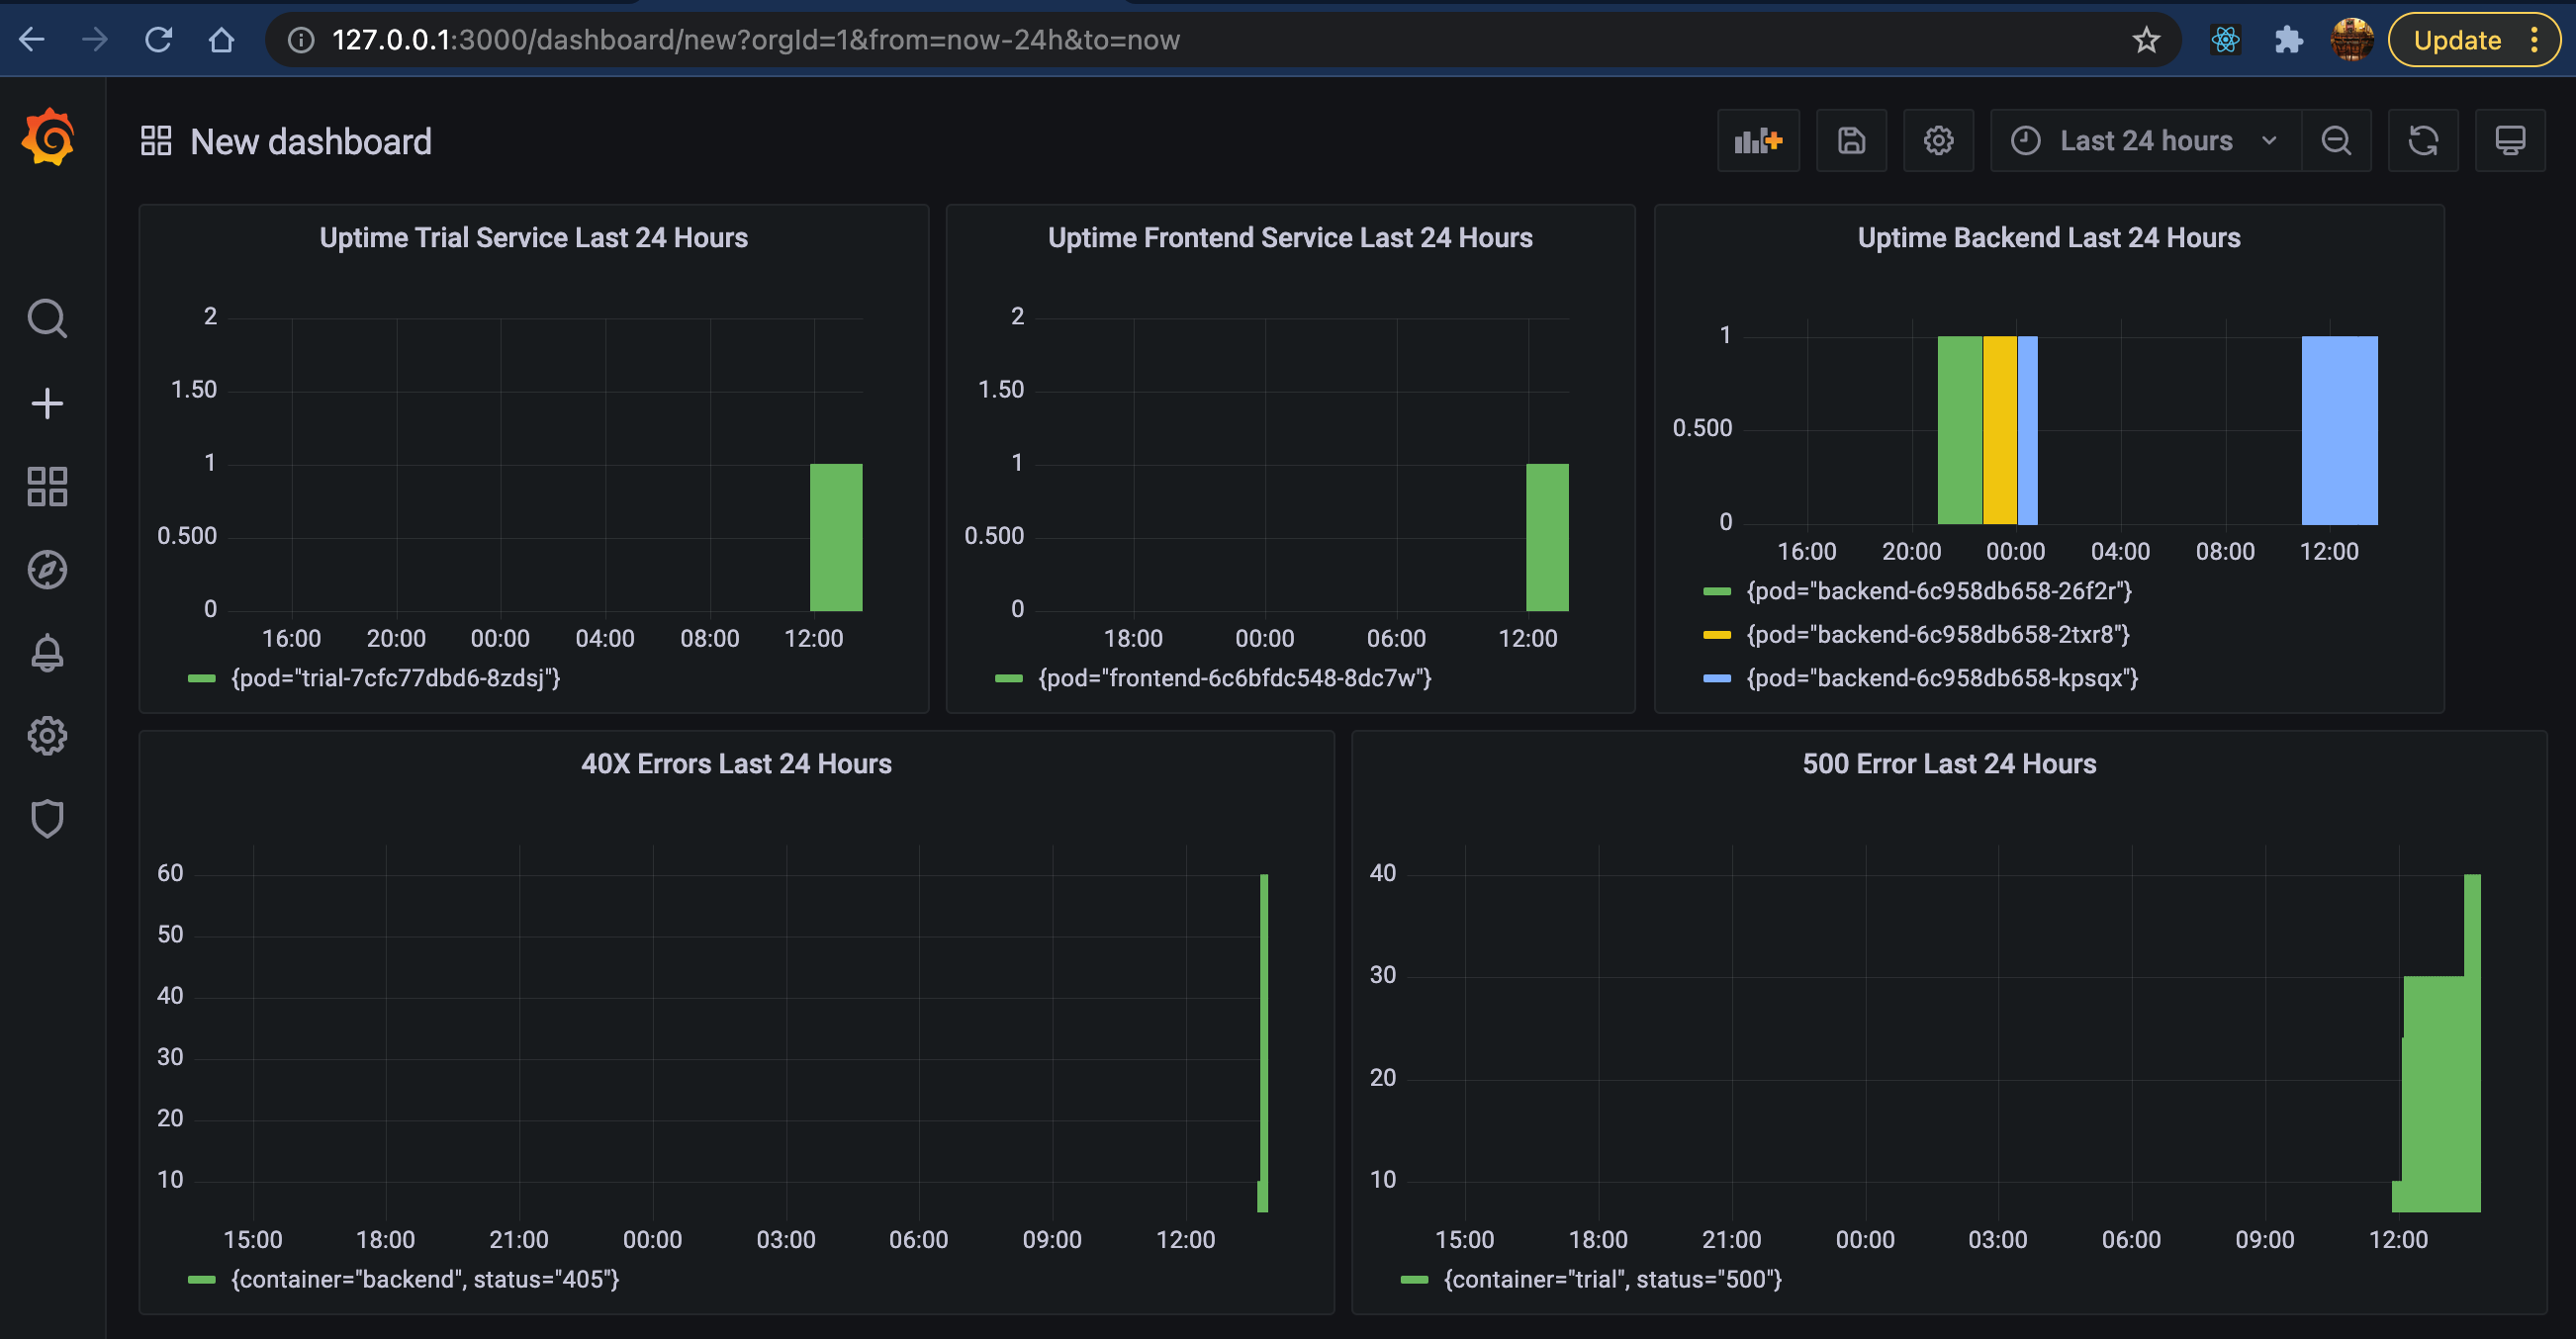 127.0.0.1:3000/dashboard/new?orgId=1&from=now-24h&to=now
Update
New dashboard
Last 24 hours
Uptime Trial Service Last 24 Hours
2
1.50
1
0.500
0
16:00 20:00 00:00 04:00 08:00 12:00
{pod="trial-7cfc77dbd6-8zdsj"}
Uptime Frontend Service Last 24 Hours
2
1.50
1
0.500
0
18:00 00:00 06:00 12:00
{pod="frontend-6c6bfdc548-8dc7w"}
Uptime Backend Last 24 Hours
1
0.500
0
16:00 20:00 00:00 04:00 08:00 12:00
{pod="backend-6c958db658-26f2r"}
{pod="backend-6c958db658-2txr8"}
{pod="backend-6c958db658-kpsqx"}
40X Errors Last 24 Hours
60
50
40
30
20
10
15:00 18:00 21:00 00:00 03:00 06:00 09:00 12:00
{container="backend", status="405"}
500 Error Last 24 Hours
40
30
20
10
15:00 18:00 21:00 00:00 03:00 06:00 09:00 12:00
{container="trial", status="500"}